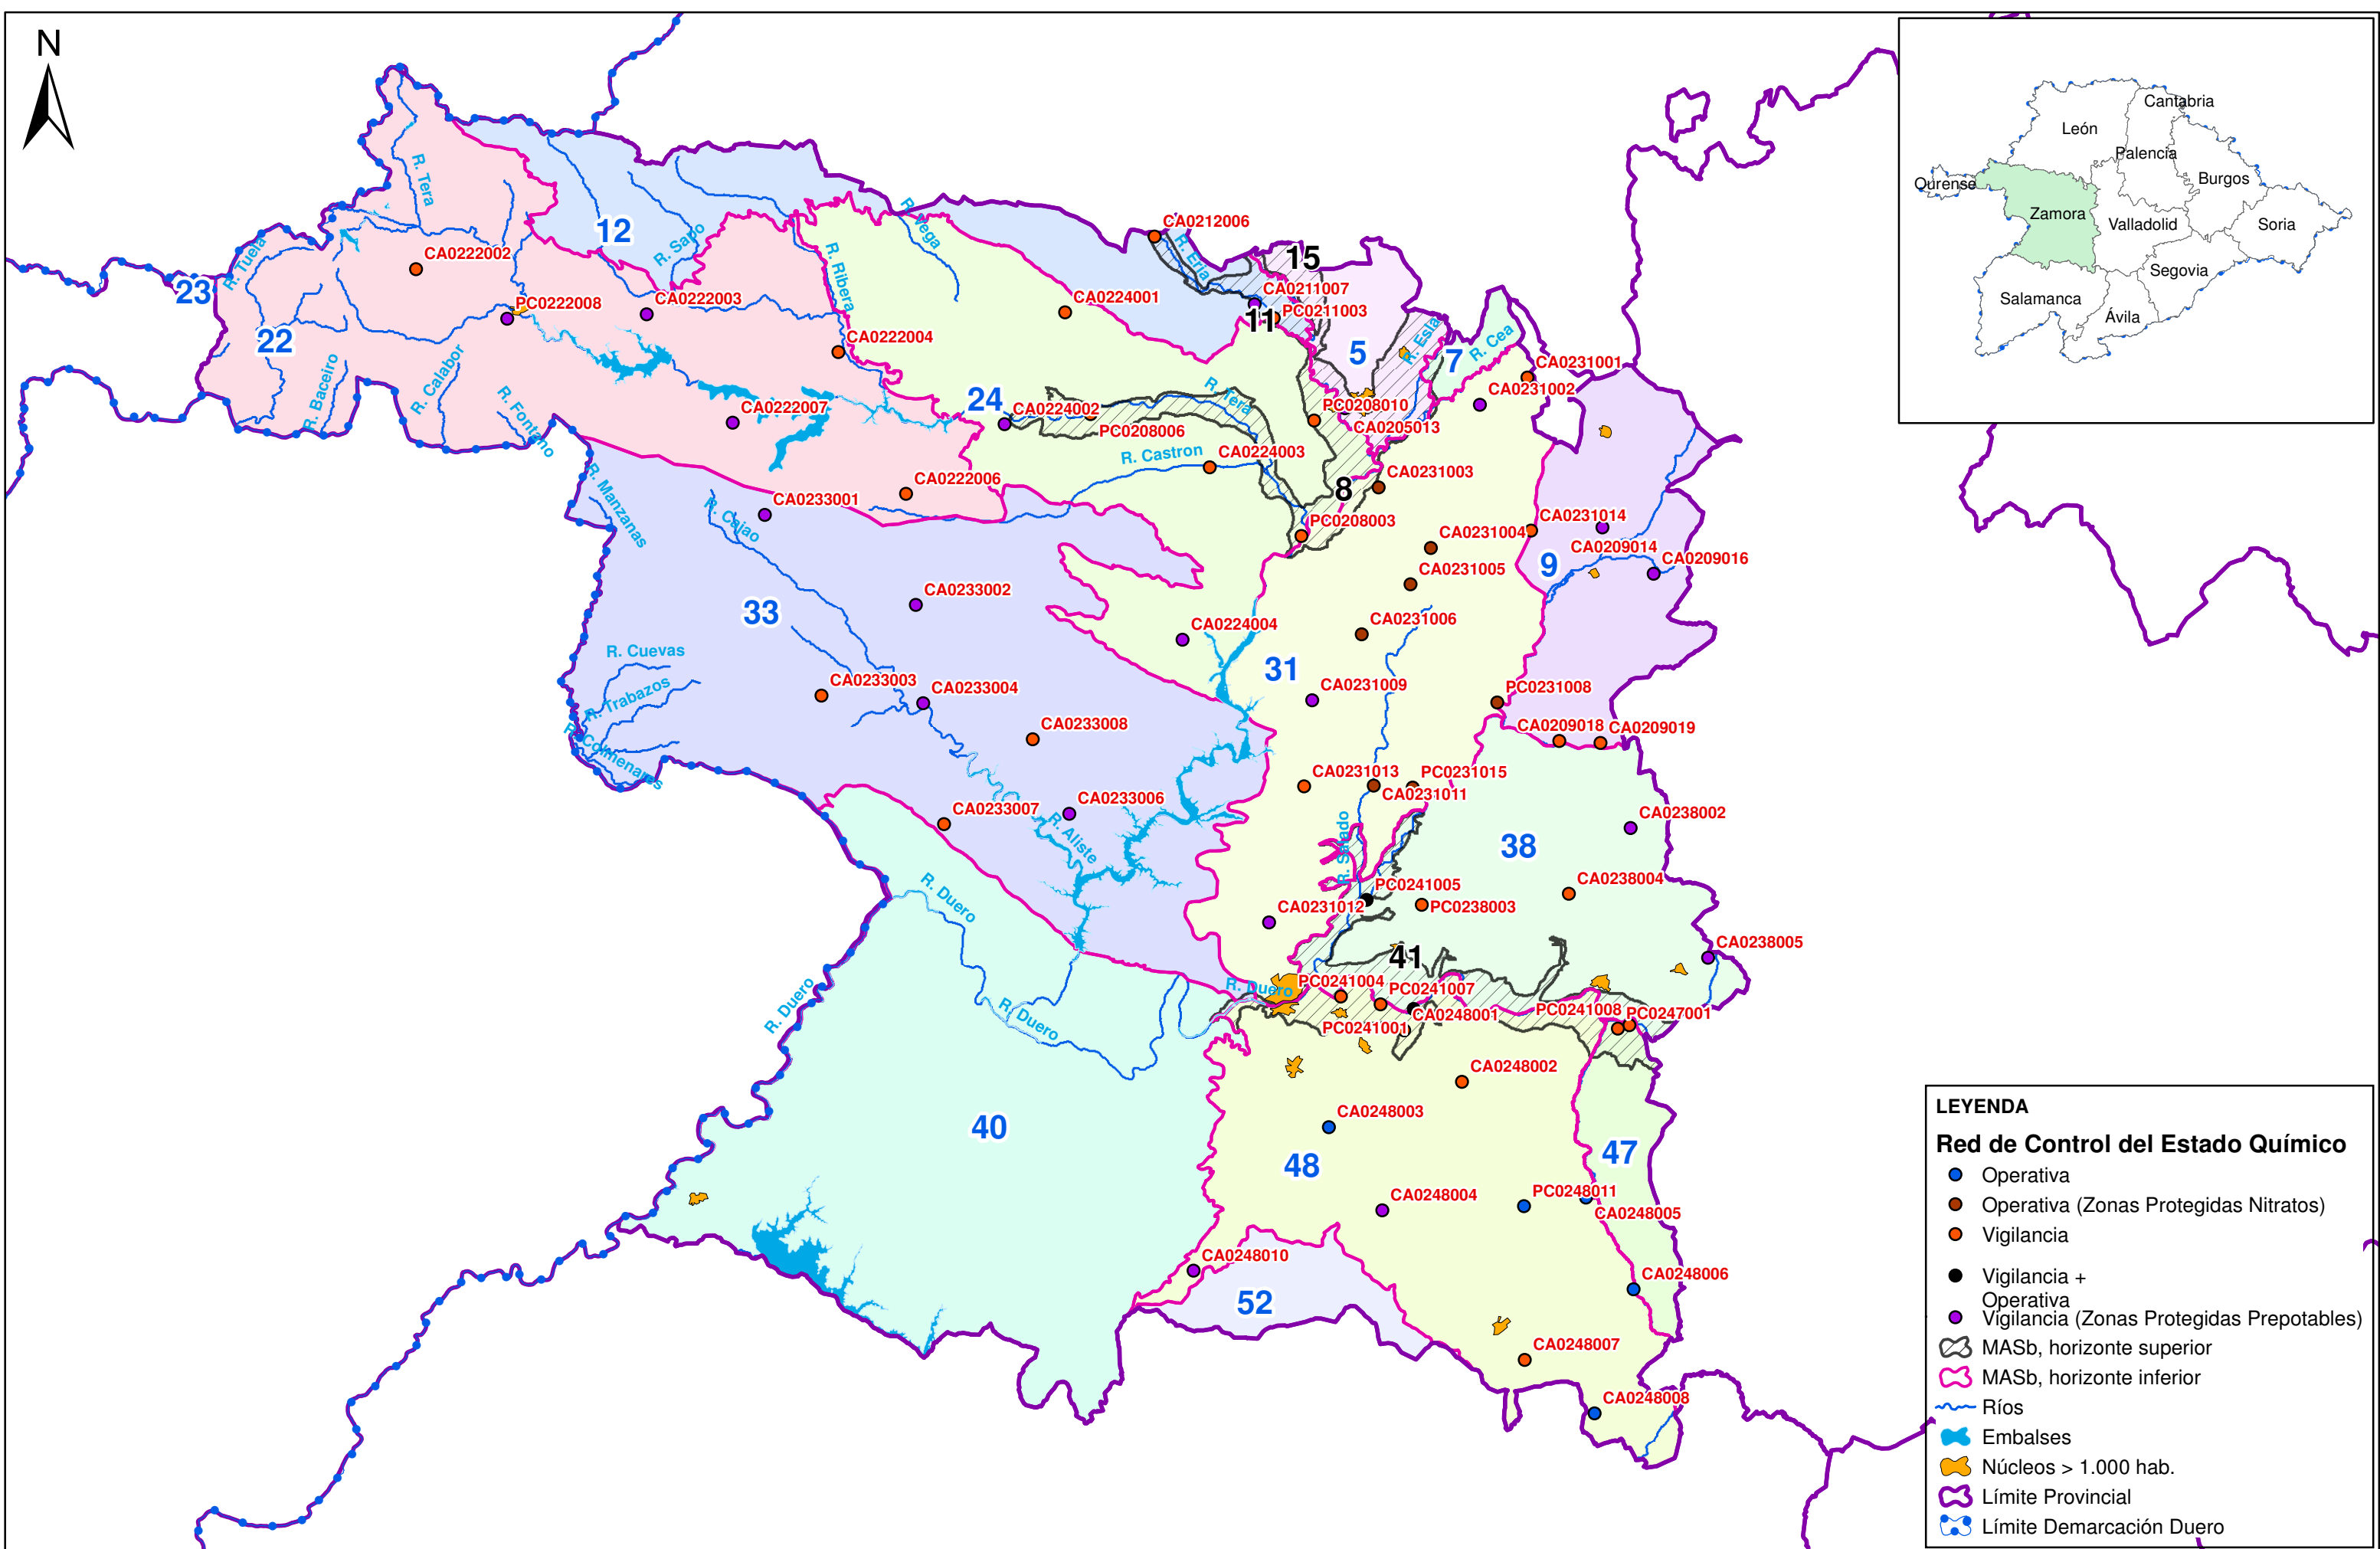 N
Cantabria
León
Palencia
Burgos
Ourense
Zamora
Valladolid
Soria
Segovia
Salamanca
Ávila
R. Tera
12
R. Sapo
R. Vega
CA0212006
R. Eria
15
R. Tuela
CA0222002
23
PC0222008
CA0222003
R. Ribera
CA0224001
CA0211007
PC0211003
11
22
CA0222004
5
R. Esla
7
R. Cea
CA0231001
CA0231002
R. Baceiro
R. Calabor
R. Fontano
CA0222007
24
CA0224002
PC0208006
R. Tera
PC0208010
CA0205013
R. Castron
CA0224003
CA0231003
8
CA0222006
CA0233001
R. Manzanas
R. Cajao
PC0208003
CA0231004
CA0231014
CA0209014
CA0209016
9
CA0231005
CA0233002
33
CA0224004
CA0231006
R. Cuevas
31
R. Trabazos
CA0233003
CA0233004
CA0231009
PC0231008
R. Colmenares
CA0233008
CA0209018
CA0209019
CA0231013
PC0231015
CA0231011
CA0233007
CA0233006
R. Aliste
R. Salado
38
CA0238002
R. Duero
PC0241005
CA0238004
CA0231012
PC0238003
41
CA0238005
R. Duero
R. Duero
R. Duero
PC0241004
PC0241007
PC0241001
CA0248001
PC0241008
PC0247001
CA0248002
40
CA0248003
48
47
CA0248004
PC0248011
CA0248005
CA0248010
52
CA0248006
CA0248007
CA0248008
LEYENDA
Red de Control del Estado Químico
Operativa
Operativa (Zonas Protegidas Nitratos)
Vigilancia
Vigilancia +
Operativa
Vigilancia (Zonas Protegidas Prepotables)
MASb, horizonte superior
MASb, horizonte inferior
Ríos
Embalses
Núcleos > 1.000 hab.
Límite Provincial
Límite Demarcación Duero